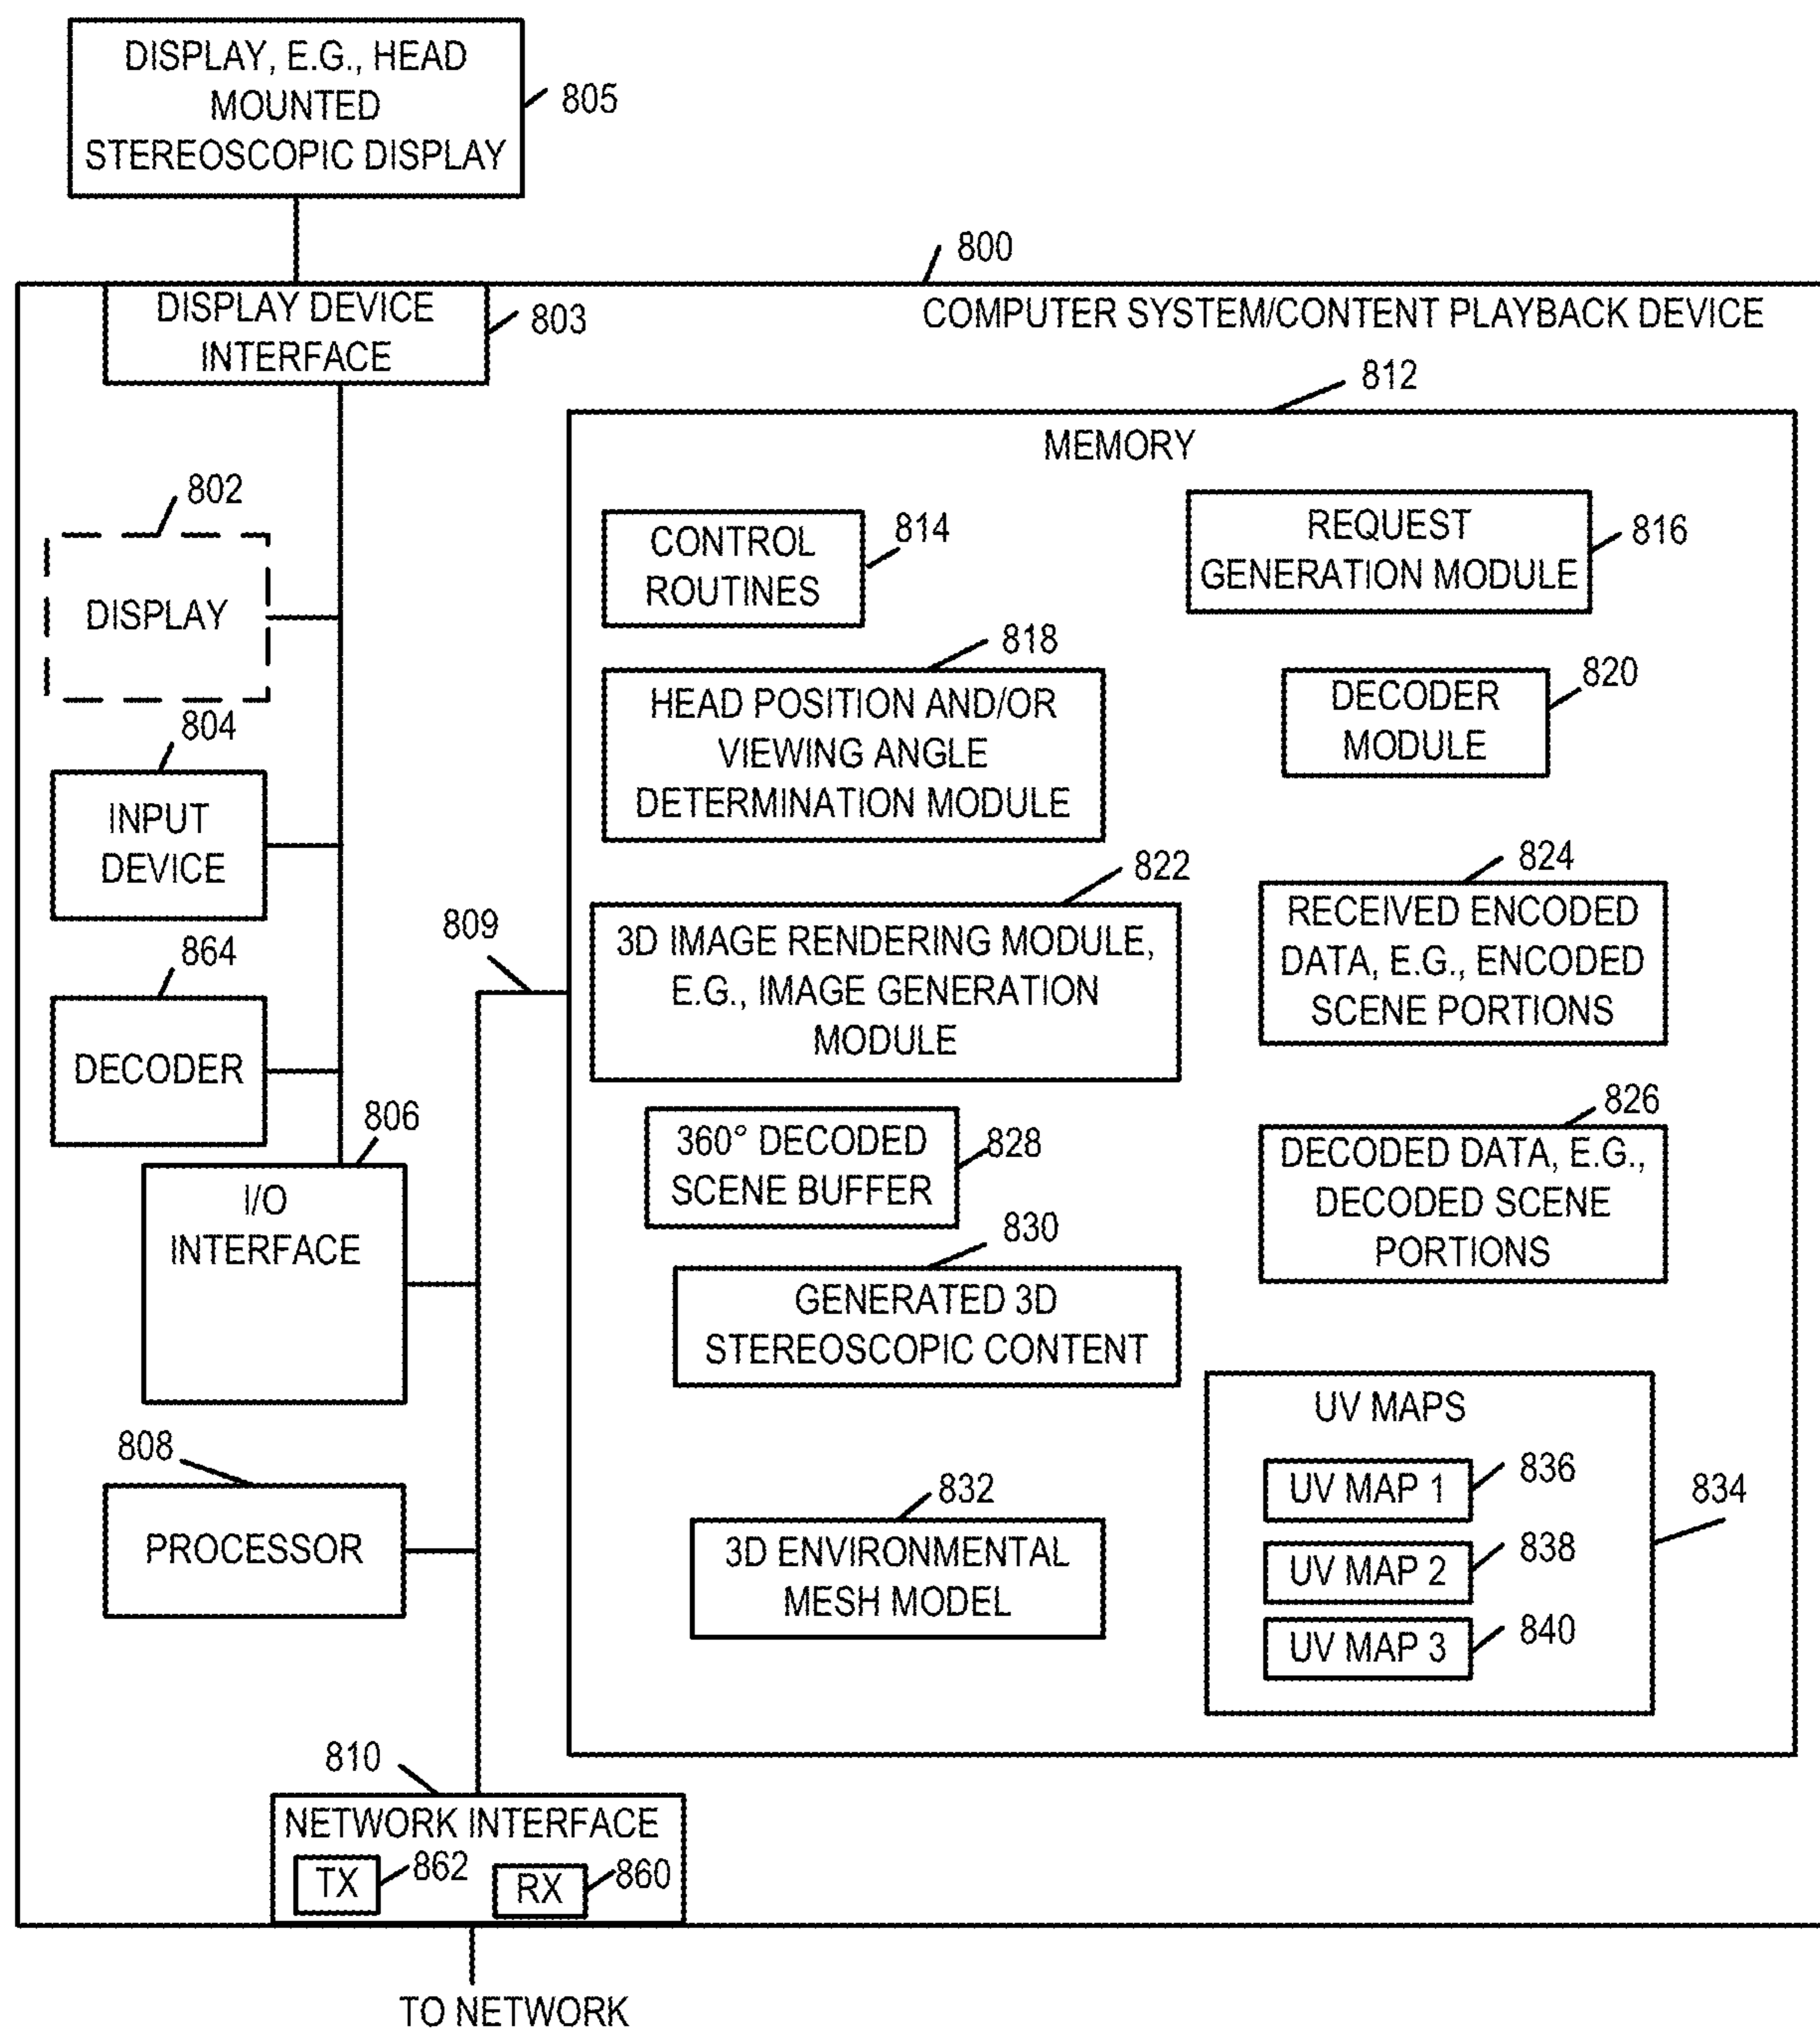 DISPLAY, E.G., HEAD
MOUNTED
STEREOSCOPIC DISPLAY
805
800
DISPLAY DEVICE
INTERFACE
803
COMPUTER SYSTEM/CONTENT PLAYBACK DEVICE
812
MEMORY
802
DISPLAY
804
INPUT
DEVICE
864
DECODER
806
I/O
INTERFACE
808
PROCESSOR
809
CONTROL
ROUTINES
814
REQUEST
GENERATION MODULE
816
818
HEAD POSITION AND/OR
VIEWING ANGLE
DETERMINATION MODULE
DECODER
MODULE
820
822
3D IMAGE RENDERING MODULE,
E.G., IMAGE GENERATION
MODULE
824
RECEIVED ENCODED
DATA, E.G., ENCODED
SCENE PORTIONS
360° DECODED
SCENE BUFFER
828
826
DECODED DATA, E.G.,
DECODED SCENE
PORTIONS
830
GENERATED 3D
STEREOSCOPIC CONTENT
832
3D ENVIRONMENTAL
MESH MODEL
UV MAPS
834
UV MAP 1
836
UV MAP 2
838
UV MAP 3
840
810
NETWORK INTERFACE
TX
862
RX
860
TO NETWORK